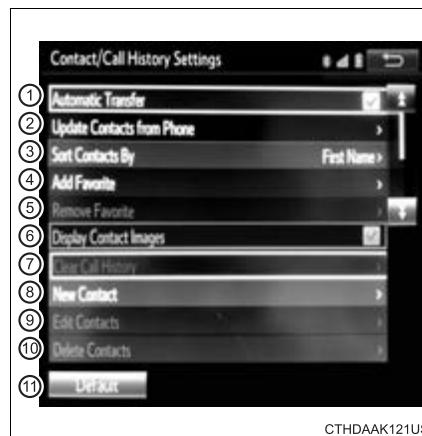 Contact/Call History Settings
① Automatic Transfer
② Update Contacts from Phone
③ Sort Contacts By First Name
④ Add Favorite
⑤ Remove Favorite
⑥ Display Contact Images
⑦ Clear Call History
⑧ New Contact
⑨ Edit Contacts
⑩ Delete Contacts
⑪ Default
CTHDAAK121US